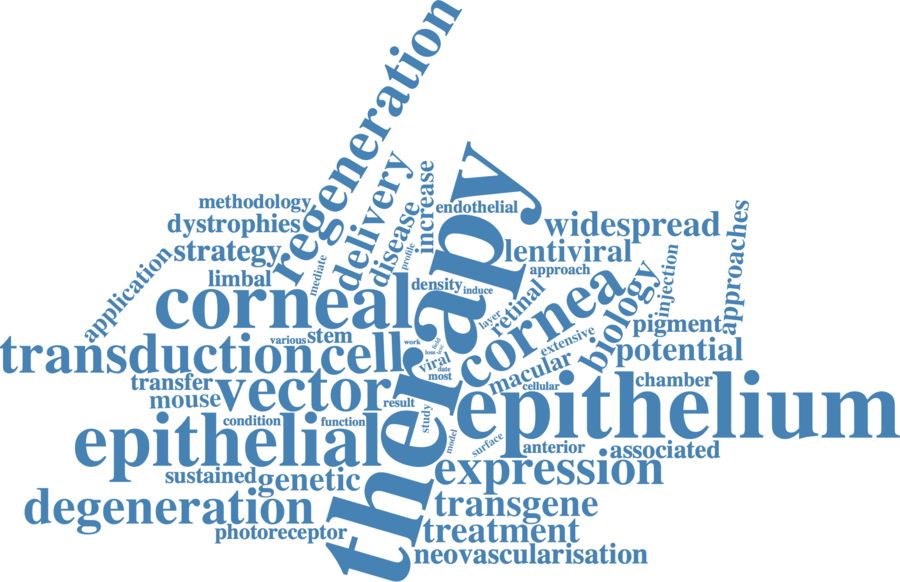 regeneration
therapy
delivery
disease
profile
increase
endothelial
methodology
dystrophies
strategy
application
limbal
mediate
corneal
widespread
lentiviral
approach
approaches
injection
density
induce
retinal
layer
cornea
biology
pigment
potential
extensive
macular
cellular
chamber
various
stem
work
field
loss
viral
date
most
transduction
cell
transfer
mouse
vector
result
study
condition
function
epithelial
epithelium
model
surface
anterior
associated
sustained
genetic
expression
degeneration
transgene
photoreceptor
treatment
neovascularisation